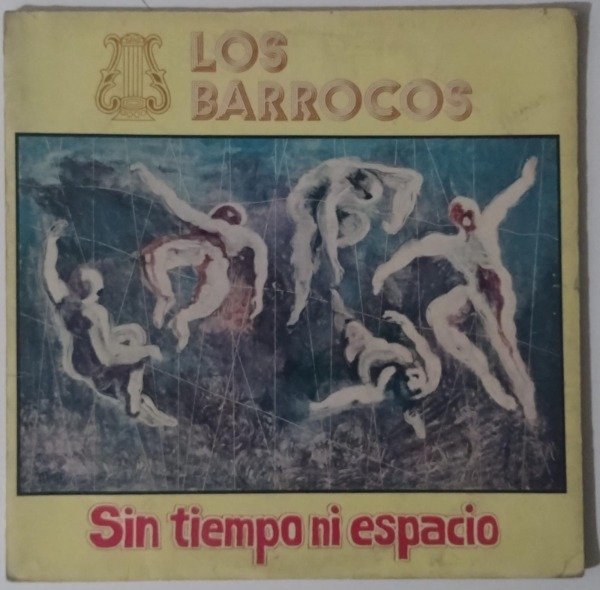 LOS
BARROCOS
Sin tiempo ni espacio